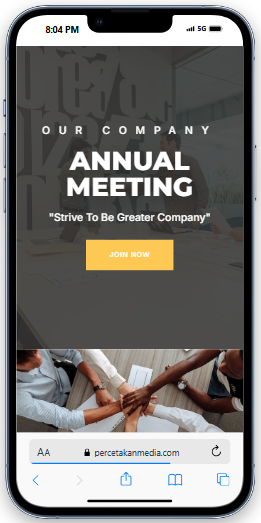 8:04 PM
5G
OUR COMPANY
ANNUAL
MEETING
"Strive To Be Greater Company"
JOIN NOW
AA
percetakanmedia.com